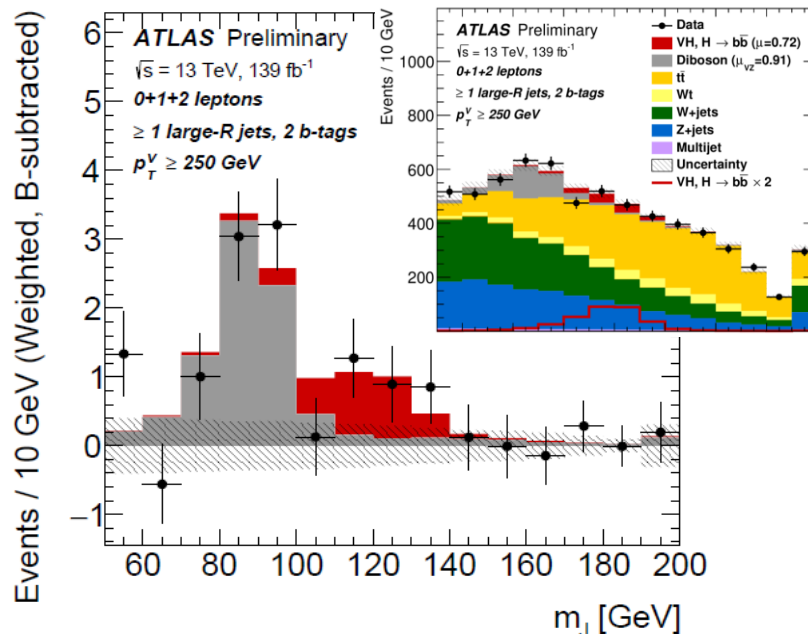 Events / 10 GeV (Weighted, B-subtracted)
6
5
4
3
2
1
0
−1
ATLAS Preliminary
√s = 13 TeV, 139 fb⁻¹
0+1+2 leptons
≥ 1 large-R jets, 2 b-tags
p_T^V ≥ 250 GeV
60 80 100 120 140 160 180 200
m_J [GeV]
Events / 10 GeV
1000
800
600
400
200
ATLAS Preliminary
√s = 13 TeV, 139 fb⁻¹
0+1+2 leptons
≥ 1 large-R jets, 2 b-tags
p_T^V ≥ 250 GeV
Data
VH, H → bb̄ (μ=0.72)
Diboson (μ_VZ=0.91)
tt̄
Wt
W+jets
Z+jets
Multijet
Uncertainty
VH, H → bb̄ × 2